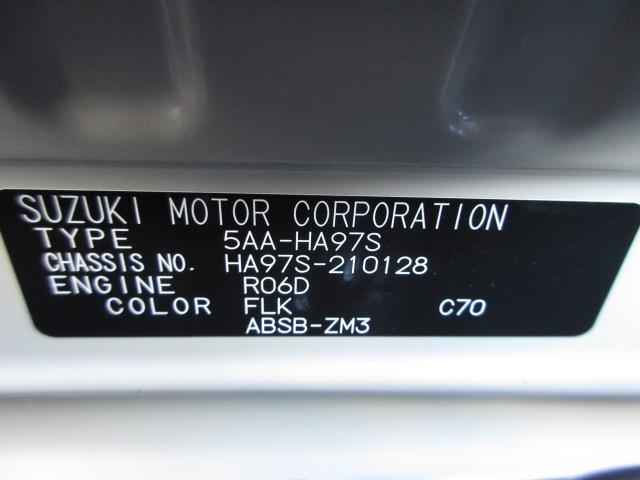 SUZUKI MOTOR CORPORATION
TYPE 5AA-HA97S
CHASSIS NO. HA97S-210128
ENGINE R06D
COLOR FLK C70
ABSB-ZM3